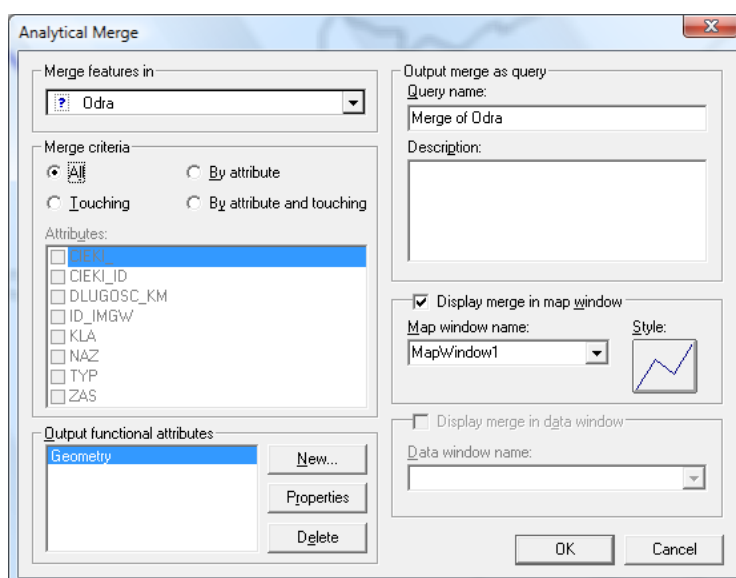 Analytical Merge
Merge features in
? Odra
Merge criteria
All
By attribute
Touching
By attribute and touching
Attributes:
CIEKI_
CIEKI_ID
DLUGOSC_KM
ID_IMGW
KLA
NAZ
TYP
ZAS
Output functional attributes
Geometry
New...
Properties
Delete
Output merge as query
Query name:
Merge of Odra
Description:
Display merge in map window
Map window name:
Style:
MapWindow1
Display merge in data window
Data window name:
OK
Cancel